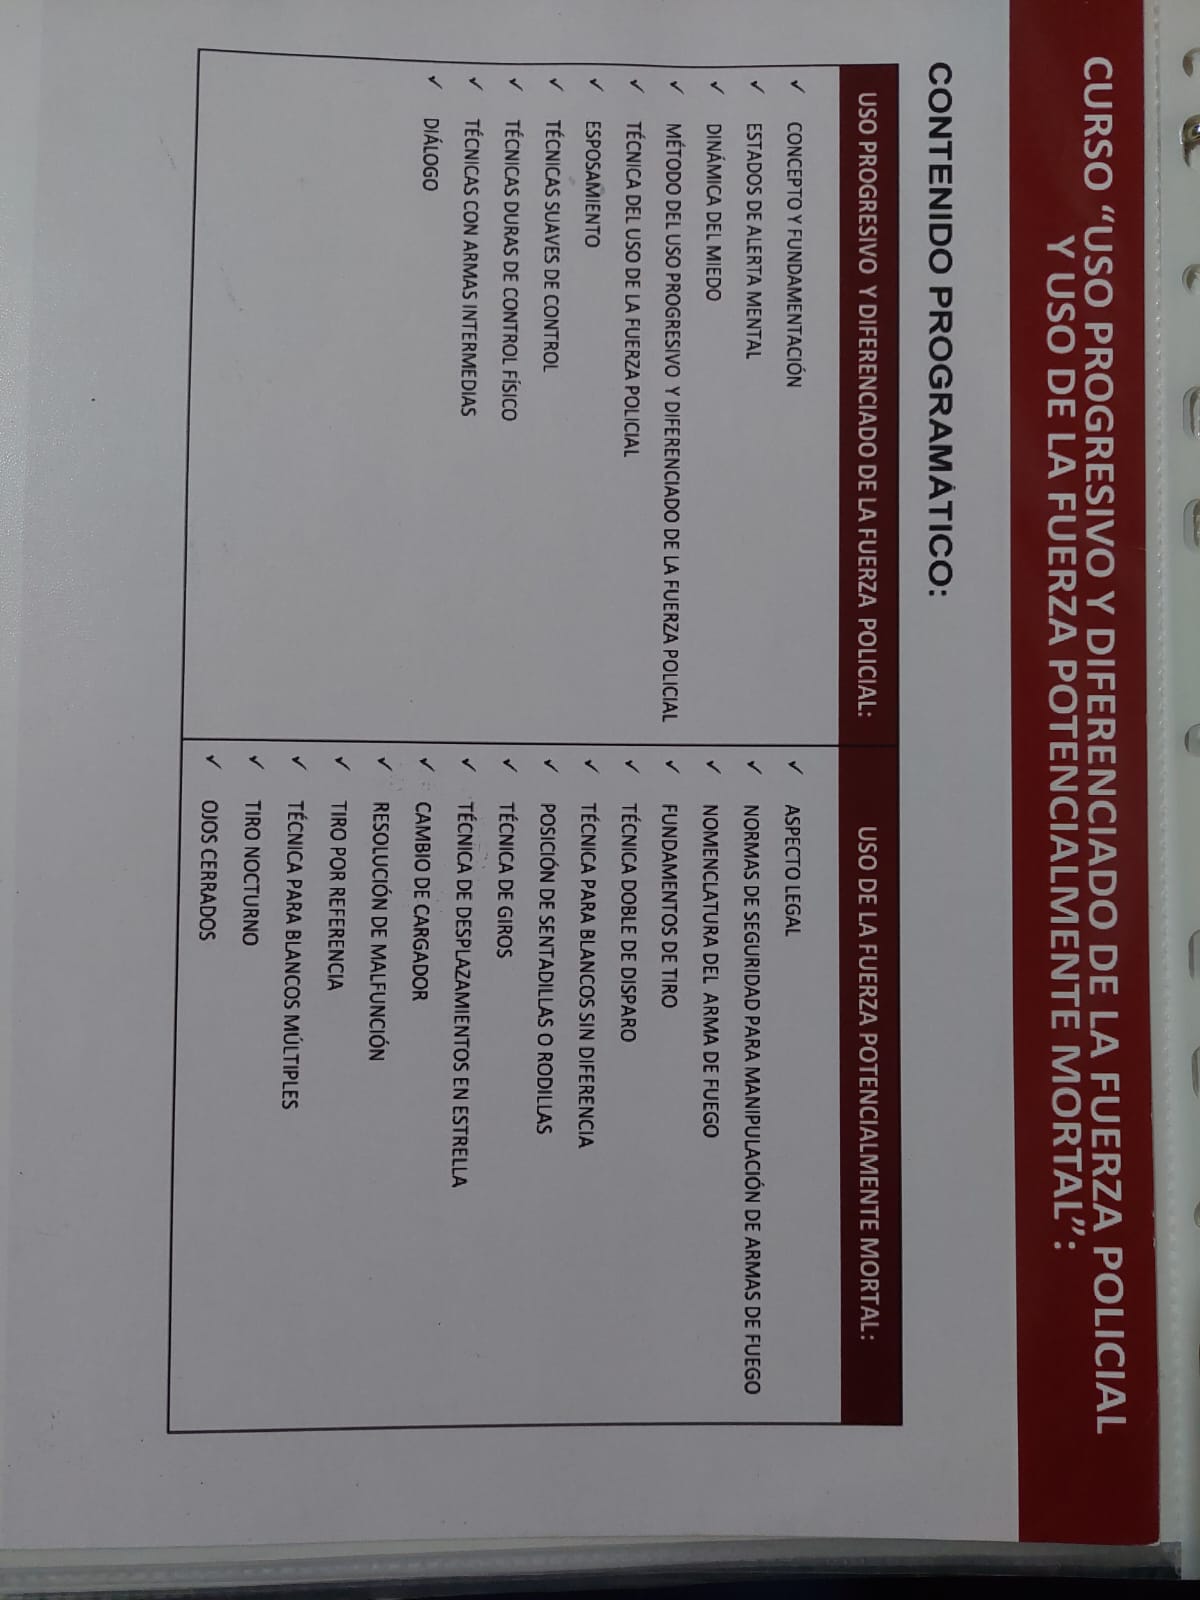 CURSO “USO PROGRESIVO Y DIFERENCIADO DE LA FUERZA POLICIAL
Y USO DE LA FUERZA POTENCIALMENTE MORTAL”:
CONTENIDO PROGRAMÁTICO:
USO PROGRESIVO Y DIFERENCIADO DE LA FUERZA POLICIAL:
✓ CONCEPTO Y FUNDAMENTACIÓN
✓ ESTADOS DE ALERTA MENTAL
✓ DINÁMICA DEL MIEDO
✓ MÉTODO DEL USO PROGRESIVO Y DIFERENCIADO DE LA FUERZA POLICIAL
✓ TÉCNICA DEL USO DE LA FUERZA POLICIAL
✓ ESPOSAMIENTO
✓ TÉCNICAS SUAVES DE CONTROL
✓ TÉCNICAS DURAS DE CONTROL FÍSICO
✓ TÉCNICAS CON ARMAS INTERMEDIAS
✓ DIÁLOGO
USO DE LA FUERZA POTENCIALMENTE MORTAL:
✓ ASPECTO LEGAL
✓ NORMAS DE SEGURIDAD PARA MANIPULACIÓN DE ARMAS DE FUEGO
✓ NOMENCLATURA DEL ARMA DE FUEGO
✓ FUNDAMENTOS DE TIRO
✓ TÉCNICA DOBLE DE DISPARO
✓ TÉCNICA PARA BLANCOS SIN DIFERENCIA
✓ POSICIÓN DE SENTADILLAS O RODILLAS
✓ TÉCNICA DE GIROS
✓ TÉCNICA DE DESPLAZAMIENTOS EN ESTRELLA
✓ CAMBIO DE CARGADOR
✓ RESOLUCIÓN DE MALFUNCIÓN
✓ TIRO POR REFERENCIA
✓ TÉCNICA PARA BLANCOS MÚLTIPLES
✓ TIRO NOCTURNO
✓ OJOS CERRADOS